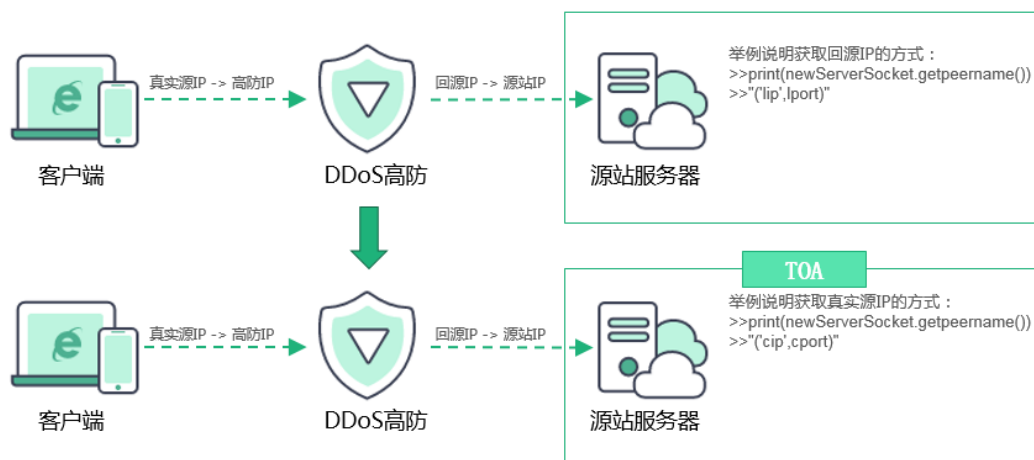 真实源IP -> 高防IP
回源IP -> 源站IP
举例说明获取回源IP的方式：
>>print(newServerSocket.getpeername())
>>"('lip',lport)"
客户端
DDoS高防
源站服务器
TOA
真实源IP -> 高防IP
回源IP -> 源站IP
举例说明获取真实源IP的方式：
>>print(newServerSocket.getpeername())
>>"('cip',cport)"
客户端
DDoS高防
源站服务器